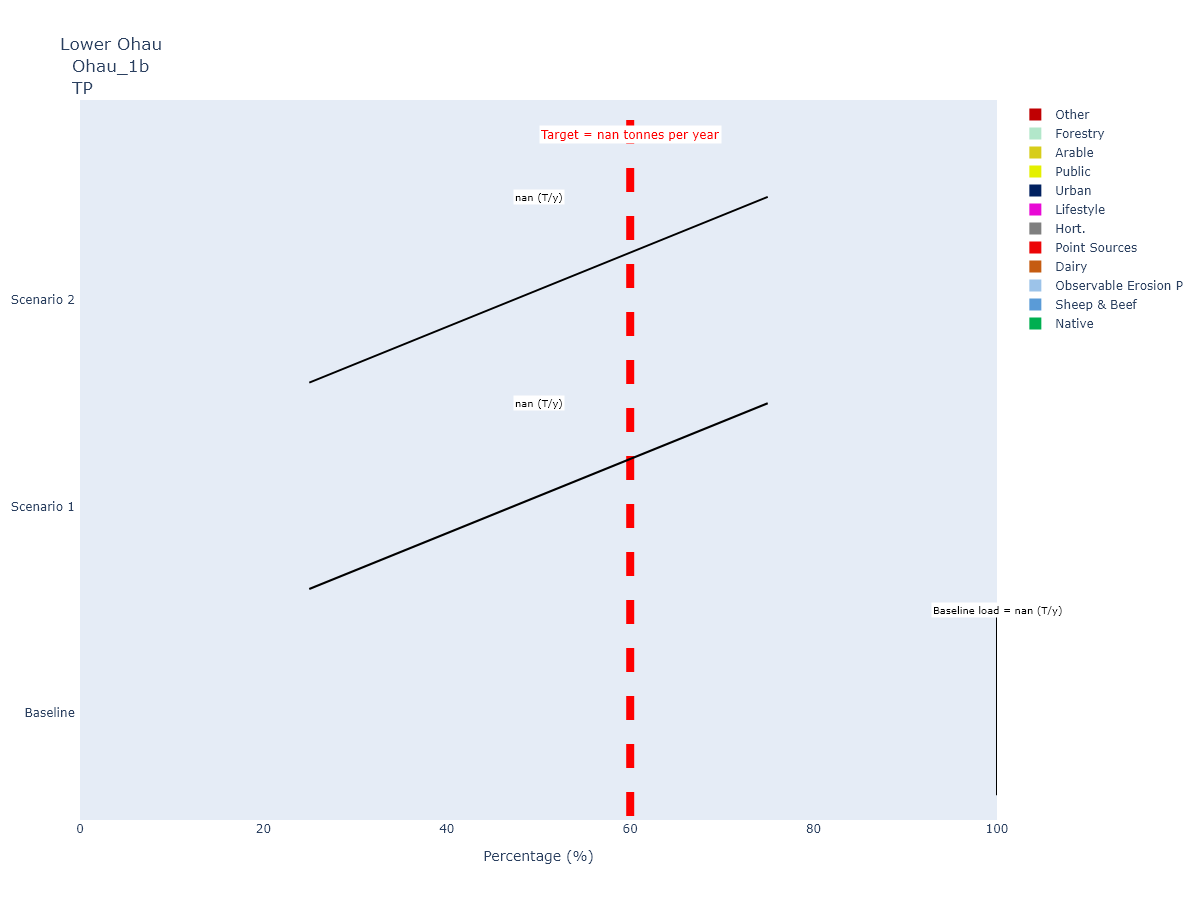 Lower Ohau
Ohau_1b
TP
Target = nan tonnes per year
nan (T/y)
Scenario 2
nan (T/y)
Scenario 1
Baseline load = nan (T/y)
Baseline
0 20 40 60 80 100
Percentage (%)
Other
Forestry
Arable
Public
Urban
Lifestyle
Hort.
Point Sources
Dairy
Observable Erosion P
Sheep & Beef
Native